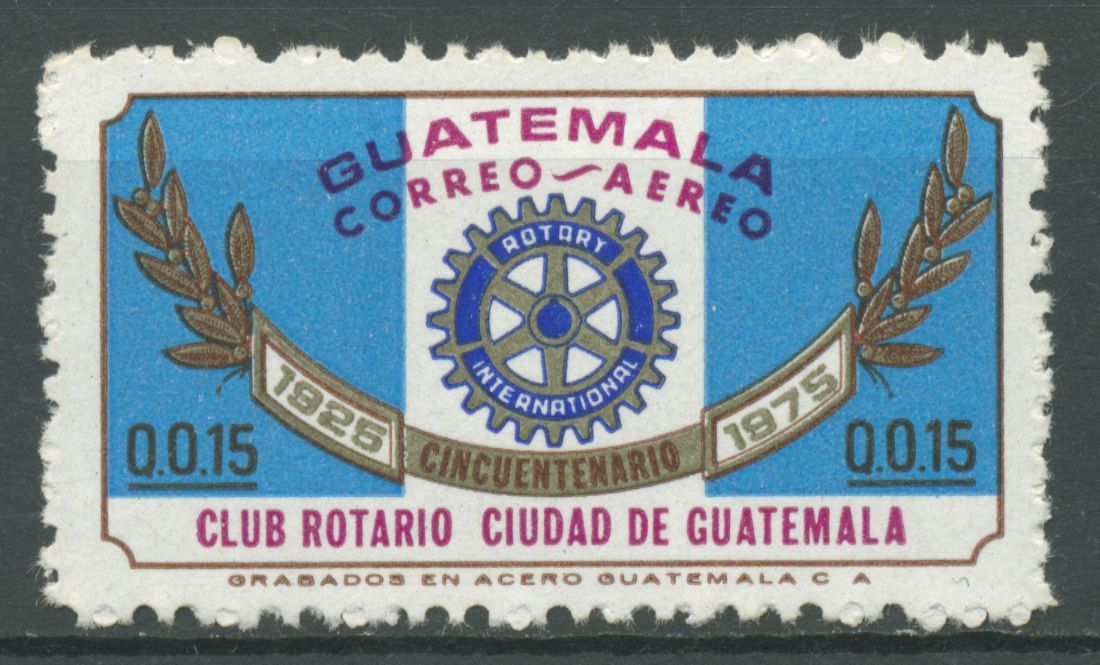 GUATEMALA
CORREO~AEREO
ROTARY
INTERNATIONAL
1925
1975
CINCUENTENARIO
Q.0.15
Q.0.15
CLUB ROTARIO CIUDAD DE GUATEMALA
GRABADOS EN ACERO GUATEMALA C A